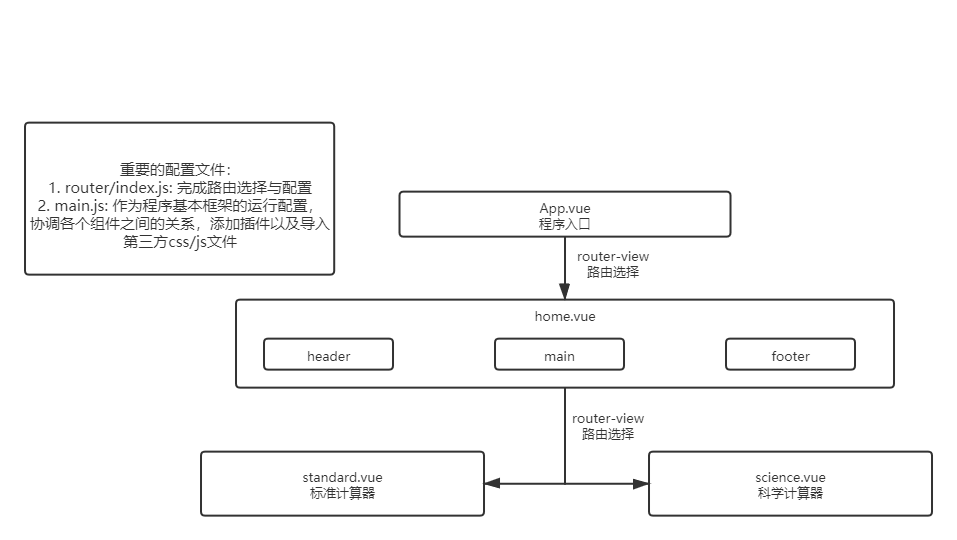 重要的配置文件：
1. router/index.js: 完成路由选择与配置
2. main.js: 作为程序基本框架的运行配置，
协调各个组件之间的关系，添加插件以及导入
第三方css/js文件
App.vue
程序入口
router-view
路由选择
home.vue
header
main
footer
router-view
路由选择
standard.vue
标准计算器
science.vue
科学计算器